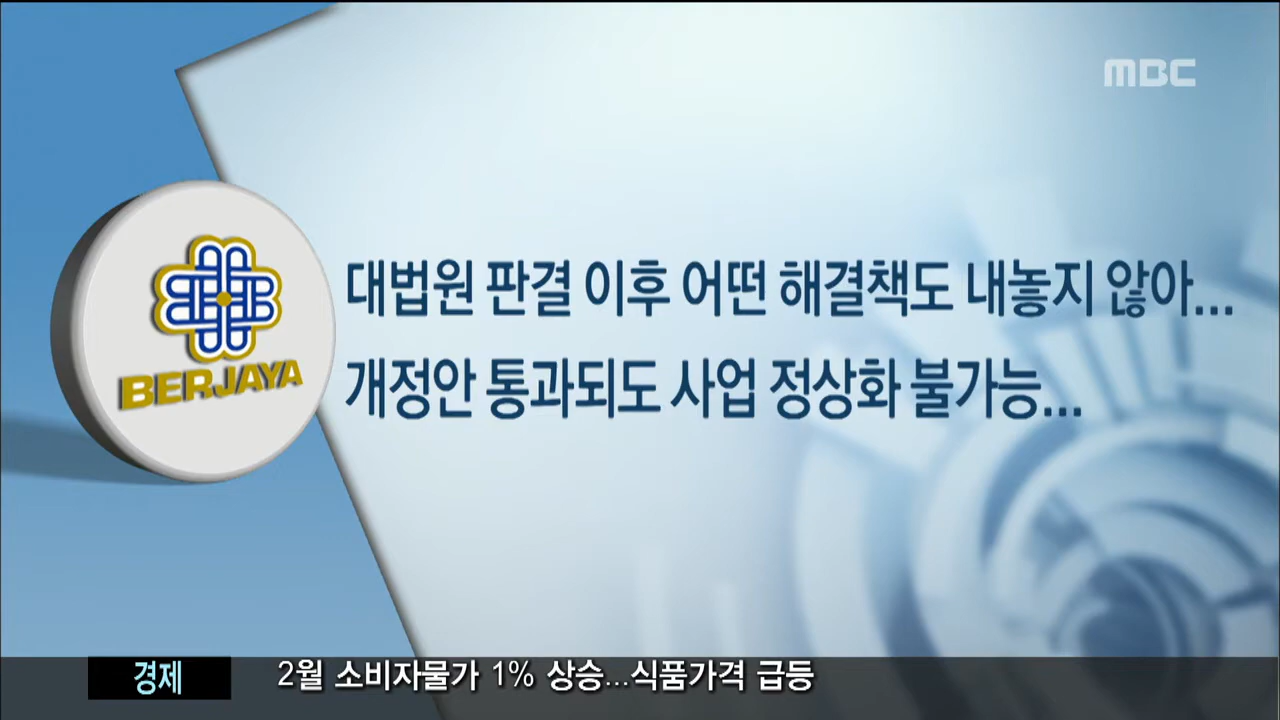 MBC
BERJAYA
대법원 판결 이후 어떤 해결책도 내놓지 않아...
개정안 통과되도 사업 정상화 불가능...
경제 2월 소비자물가 1% 상승...식품가격 급등